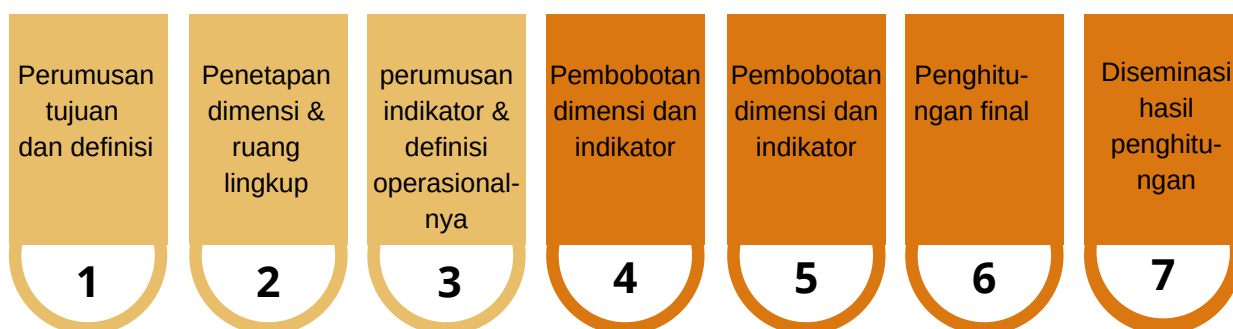 Perumusan
tujuan
dan definisi
1
Penetapan
dimensi &
ruang
lingkup
2
perumusan
indikator &
definisi
operasional-
nya
3
Pembobotan
dimensi dan
indikator
4
Pembobotan
dimensi dan
indikator
5
Penghitu-
ngan final
6
Diseminasi
hasil
penghitu-
ngan
7